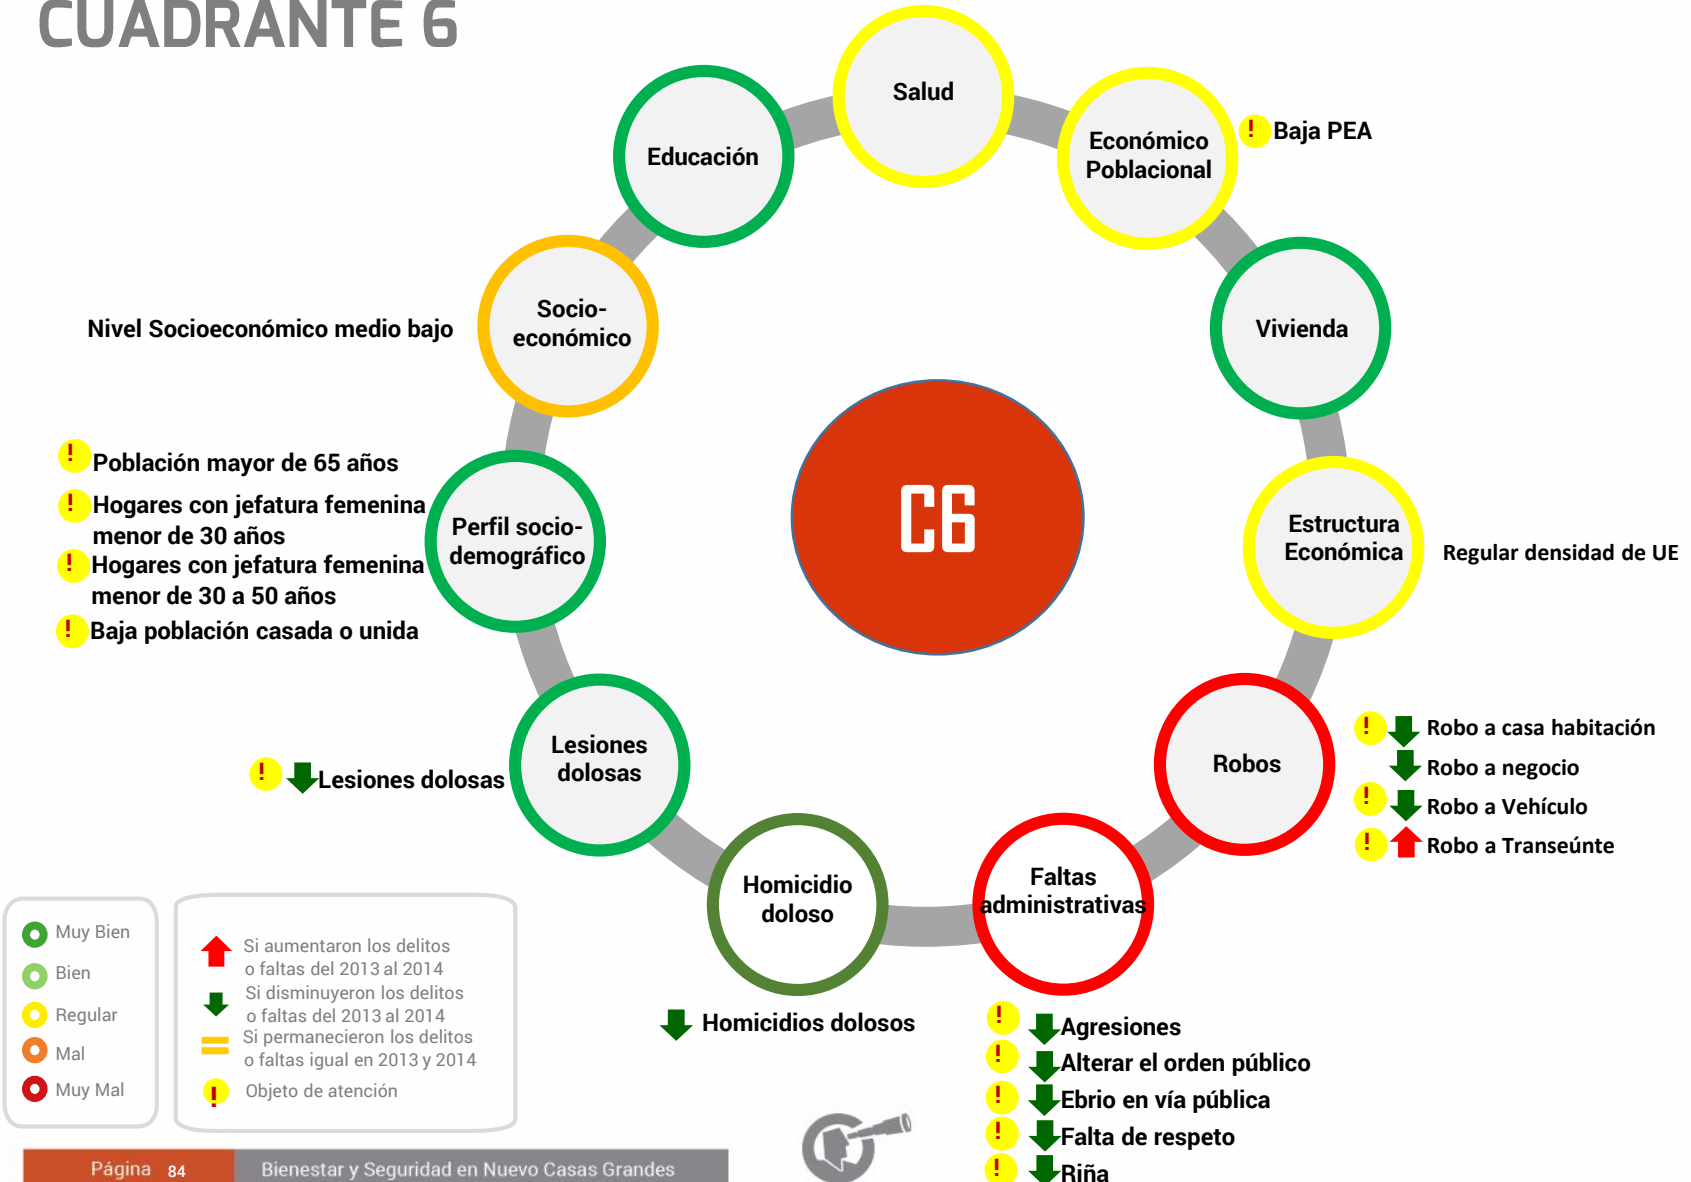 CUADRANTE 6
Salud
Educación
Económico
Poblacional
! Baja PEA
Socio-
económico
Nivel Socioeconómico medio bajo
Vivienda
! Población mayor de 65 años
! Hogares con jefatura femenina
menor de 30 años
! Hogares con jefatura femenina
menor de 30 a 50 años
! Baja población casada o unida
Perfil socio-
demográfico
C6
Estructura
Económica
Regular densidad de UE
Lesiones
dolosas
! Lesiones dolosas
Robos
! Robo a casa habitación
Robo a negocio
! Robo a Vehículo
! Robo a Transeúnte
Homicidio
doloso
Homicidios dolosos
Faltas
administrativas
! Agresiones
! Alterar el orden público
! Ebrio en vía pública
! Falta de respeto
! Riña
Muy Bien
Bien
Regular
Mal
Muy Mal
Si aumentaron los delitos
o faltas del 2013 al 2014
Si disminuyeron los delitos
o faltas del 2013 al 2014
Si permanecieron los delitos
o faltas igual en 2013 y 2014
! Objeto de atención
Página 84
Bienestar y Seguridad en Nuevo Casas Grandes